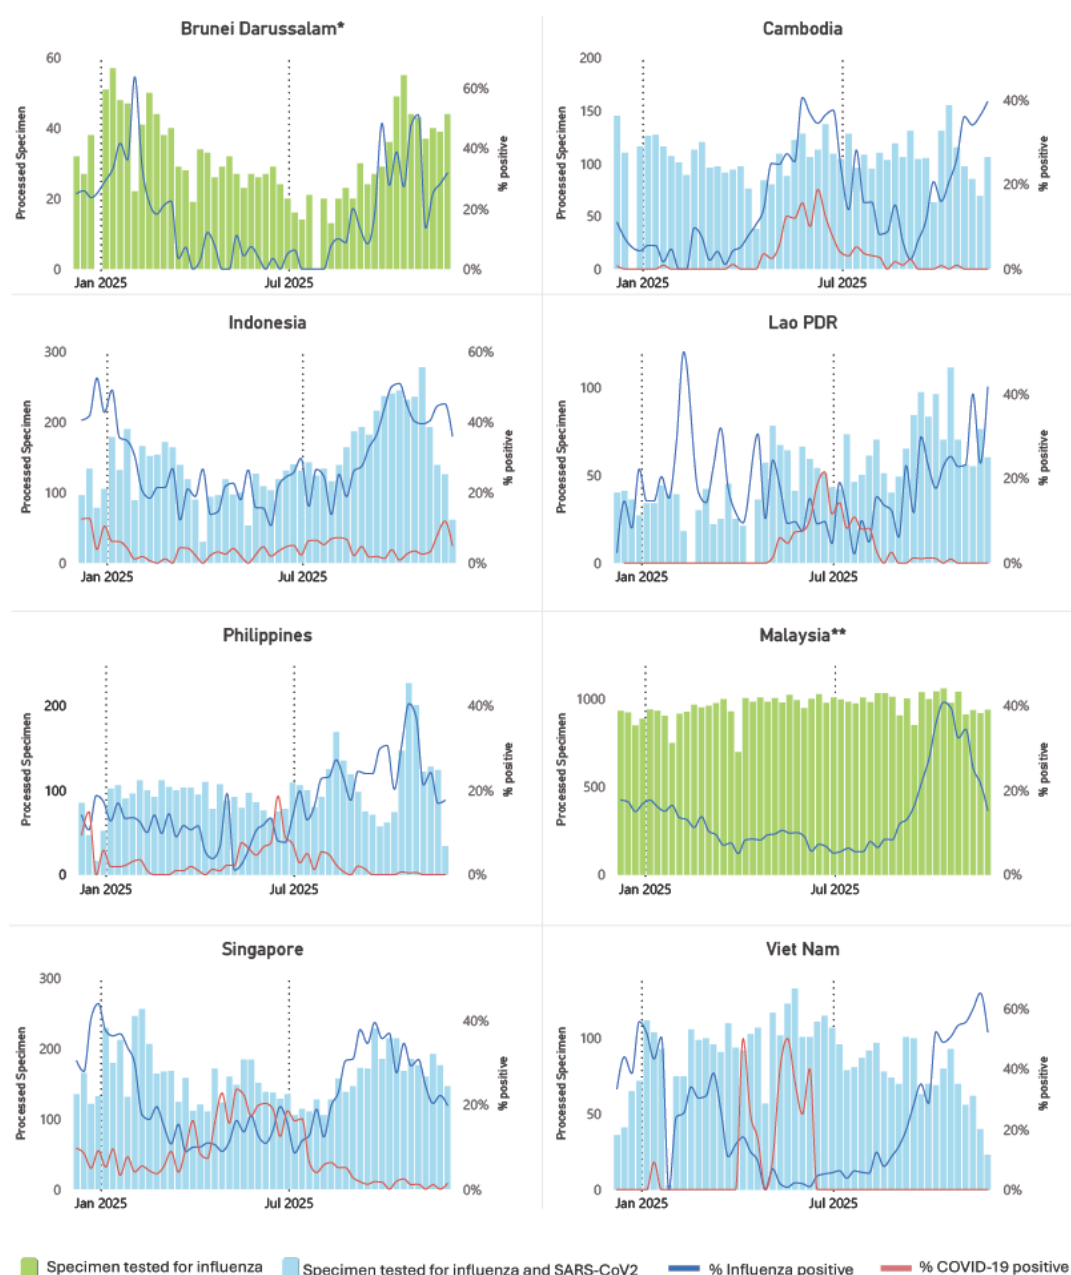 Brunei Darussalam*
Processed Specimen
60
40
20
0
60%
40%
20%
0%
% positive
Jan 2025
Jul 2025
Cambodia
Processed Specimen
200
150
100
50
0
40%
20%
0%
% positive
Jan 2025
Jul 2025
Indonesia
Processed Specimen
300
200
100
0
60%
40%
20%
0%
% positive
Jan 2025
Jul 2025
Lao PDR
Processed Specimen
100
50
0
40%
20%
0%
% positive
Jan 2025
Jul 2025
Philippines
Processed Specimen
200
100
0
40%
20%
0%
% positive
Jan 2025
Jul 2025
Malaysia**
Processed Specimen
1000
500
0
40%
20%
0%
% positive
Jan 2025
Jul 2025
Singapore
Processed Specimen
300
200
100
0
40%
20%
0%
% positive
Jan 2025
Jul 2025
Viet Nam
Processed Specimen
100
50
0
60%
40%
20%
0%
% positive
Jan 2025
Jul 2025
Specimen tested for influenza
Specimen tested for influenza and SARS-CoV2
% Influenza positive
% COVID-19 positive